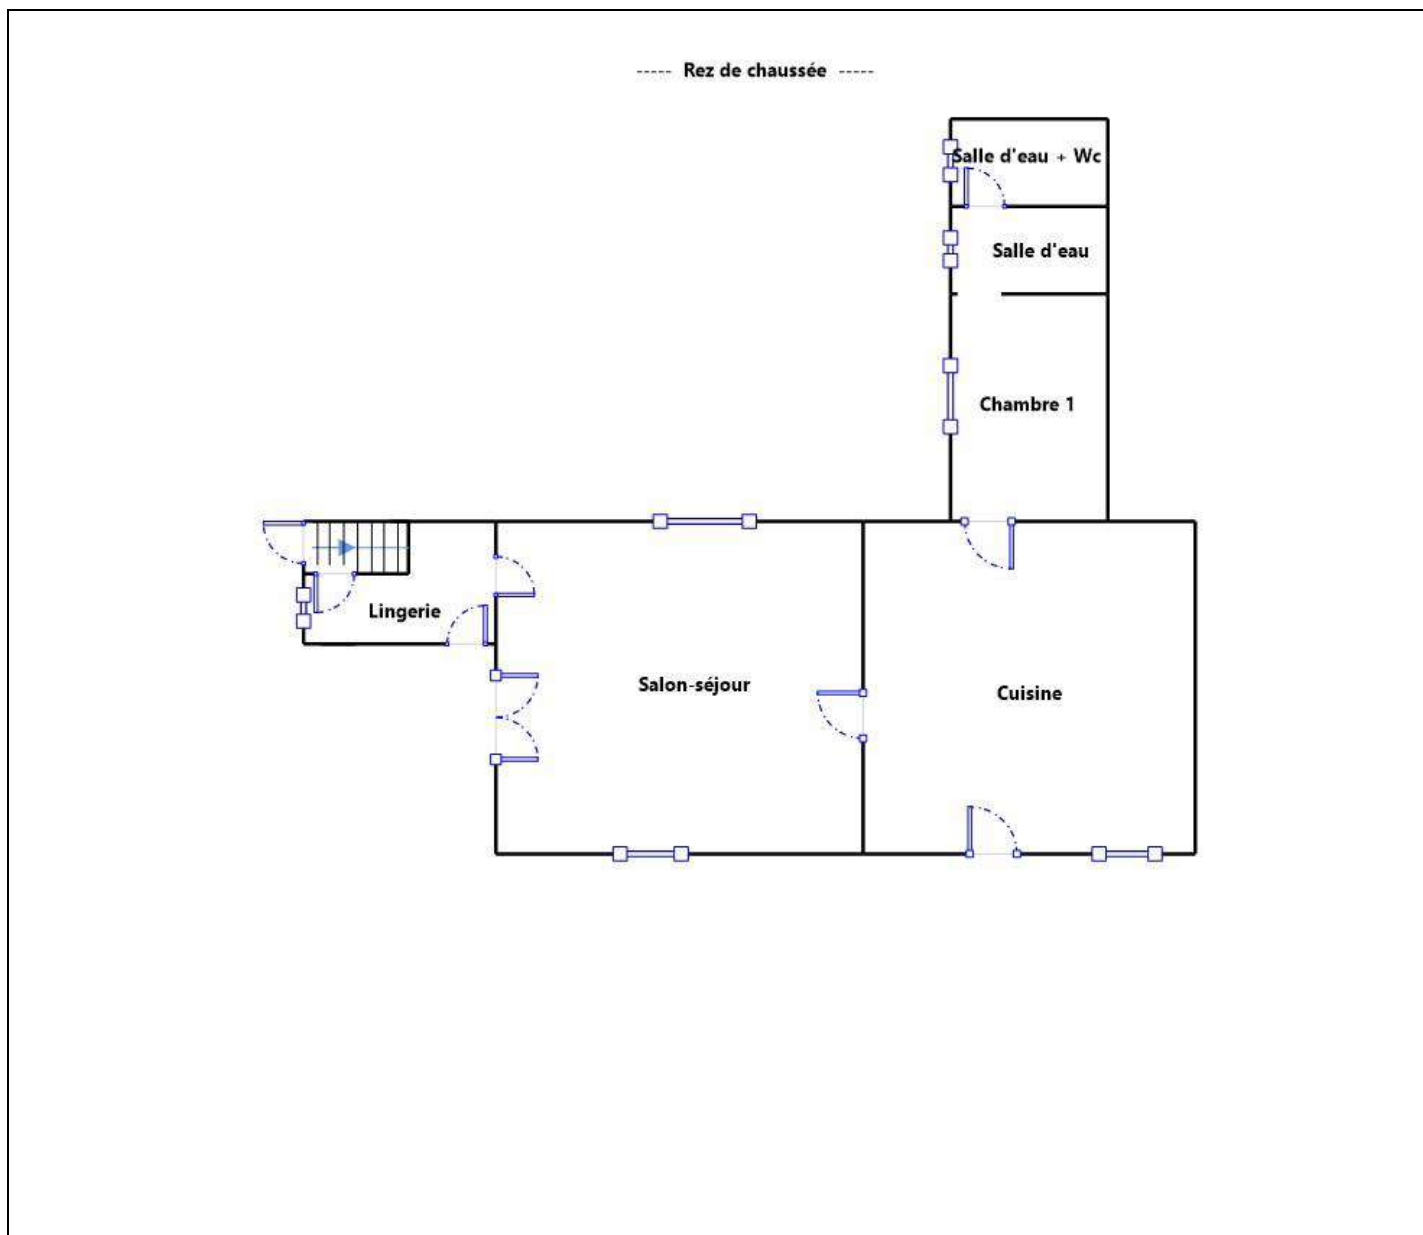 ----- Rez de chaussée -----
Salle d'eau + Wc
Salle d'eau
Chambre 1
Lingerie
Salon-séjour
Cuisine